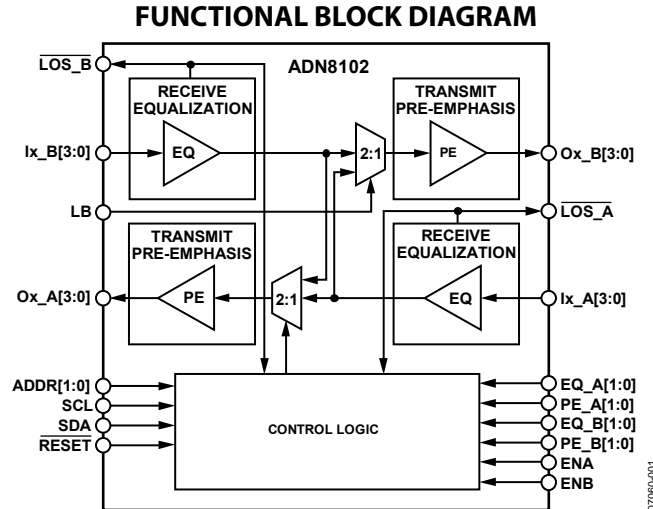 FUNCTIONAL BLOCK DIAGRAM
LOS_B
ADN8102
RECEIVE
EQUALIZATION
TRANSMIT
PRE-EMPHASIS
Ix_B[3:0]
EQ
2:1
PE
Ox_B[3:0]
LB
LOS_A
TRANSMIT
PRE-EMPHASIS
RECEIVE
EQUALIZATION
Ox_A[3:0]
PE
2:1
EQ
Ix_A[3:0]
ADDR[1:0]
SCL
SDA
RESET
CONTROL LOGIC
EQ_A[1:0]
PE_A[1:0]
EQ_B[1:0]
PE_B[1:0]
ENA
ENB
07060-001